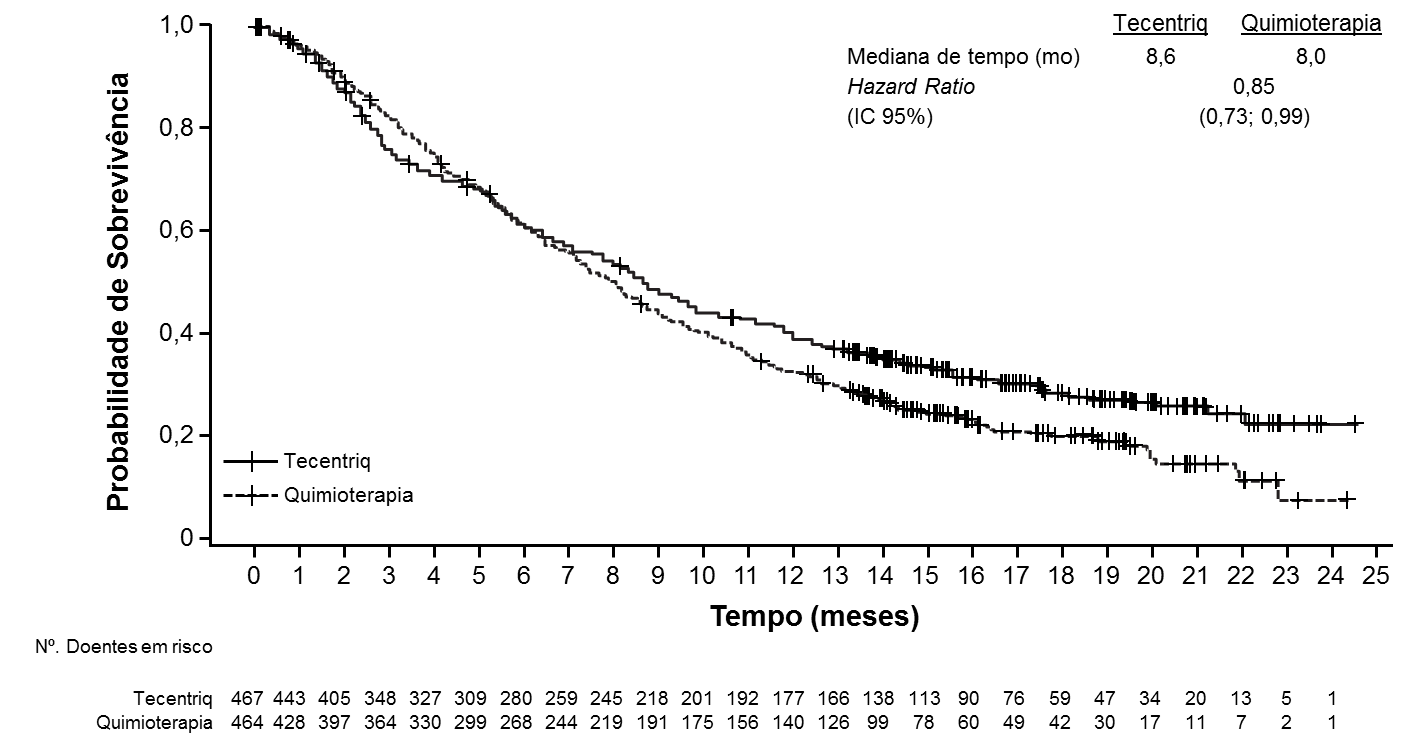 Tecentriq Quimioterapia
Mediana de tempo (mo) 8,6 8,0
Hazard Ratio 0,85
(IC 95%) (0,73; 0,99)
Probabilidade de Sobrevivência
1,0
0,8
0,6
0,4
0,2
0
Tecentriq
Quimioterapia
0 1 2 3 4 5 6 7 8 9 10 11 12 13 14 15 16 17 18 19 20 21 22 23 24 25
Tempo (meses)
Nº. Doentes em risco
Tecentriq 467 443 405 348 327 309 280 259 245 218 201 192 177 166 138 113 90 76 59 47 34 20 13 5 1
Quimioterapia 464 428 397 364 330 299 268 244 219 191 175 156 140 126 99 78 60 49 42 30 17 11 7 2 1